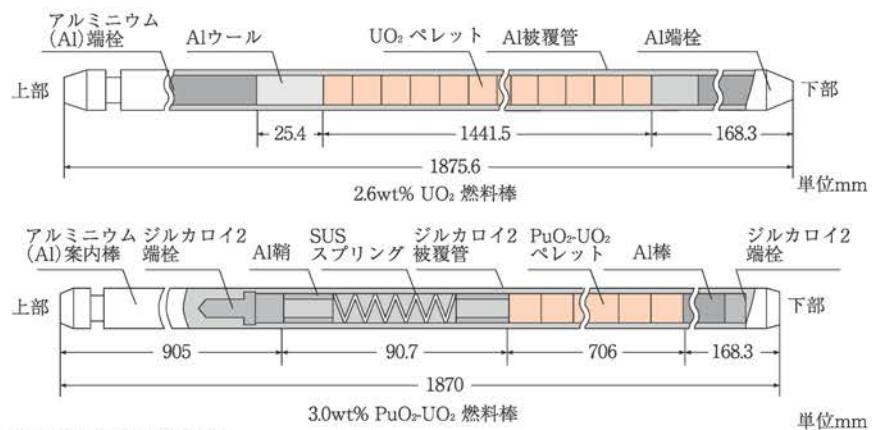 アルミニウム
(Al)端栓
Alウール
UO₂ ペレット
Al被覆管
Al端栓
上部
下部
25.4
1441.5
168.3
1875.6
単位mm
2.6wt% UO₂ 燃料棒
アルミニウム
(Al)案内棒
ジルカロイ2
端栓
Al鞘
SUS
スプリング
ジルカロイ2
被覆管
PuO₂-UO₂
ペレット
Al棒
ジルカロイ2
端栓
上部
下部
905
90.7
706
168.3
1870
3.0wt% PuO₂-UO₂ 燃料棒
単位mm